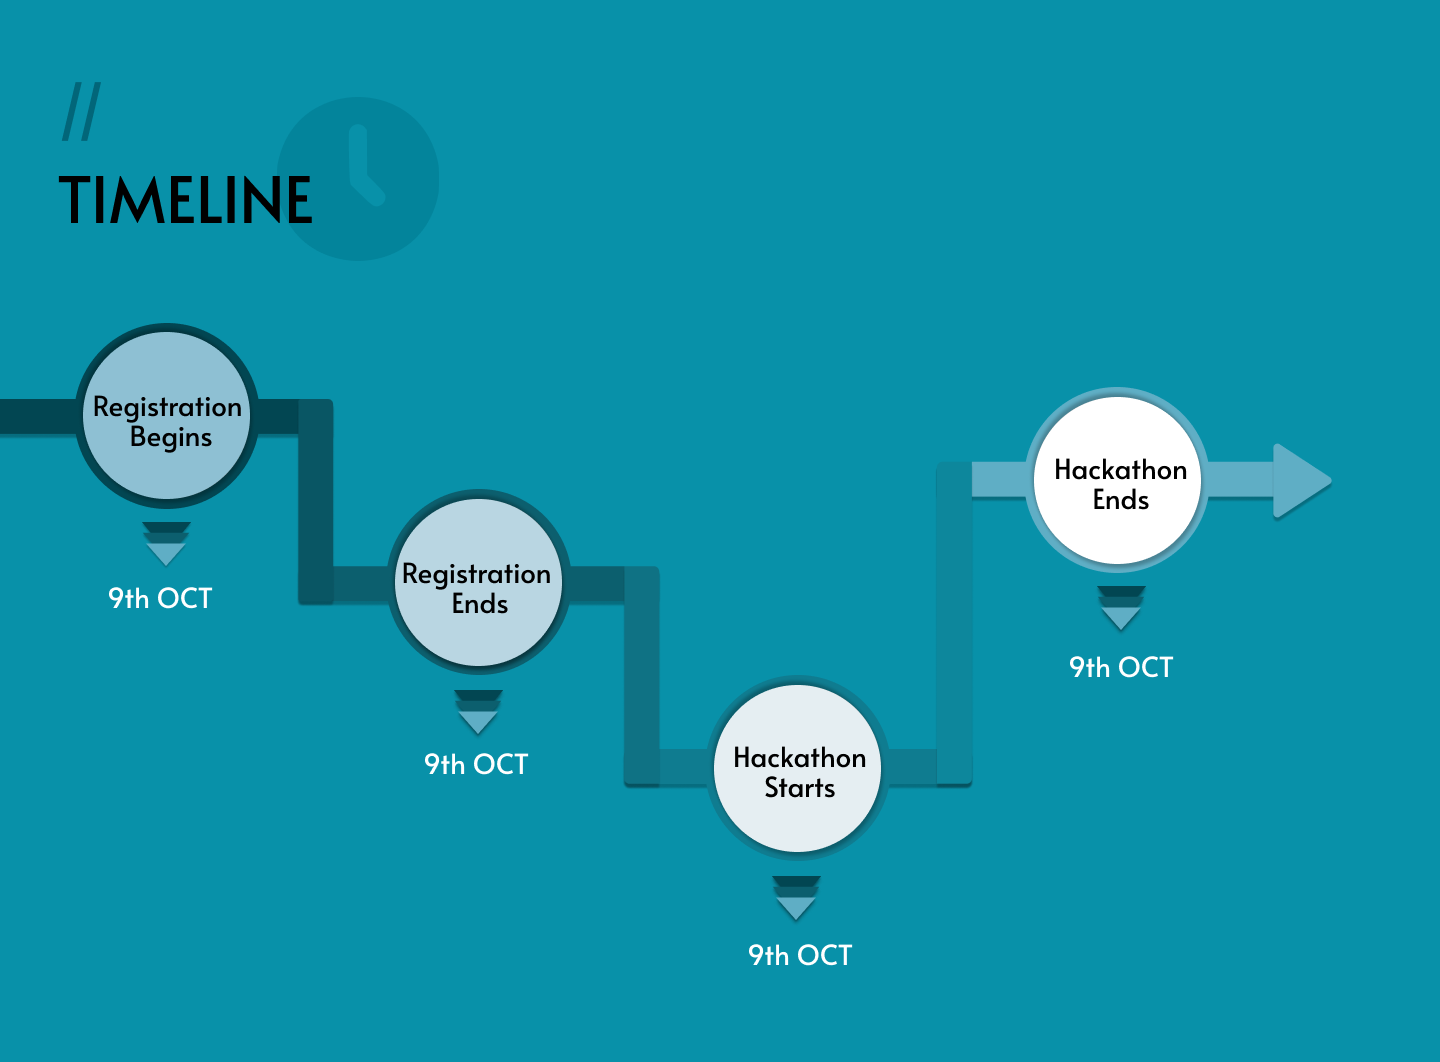 //
TIMELINE
Registration
Begins
9th OCT
Registration
Ends
9th OCT
Hackathon
Starts
9th OCT
Hackathon
Ends
9th OCT